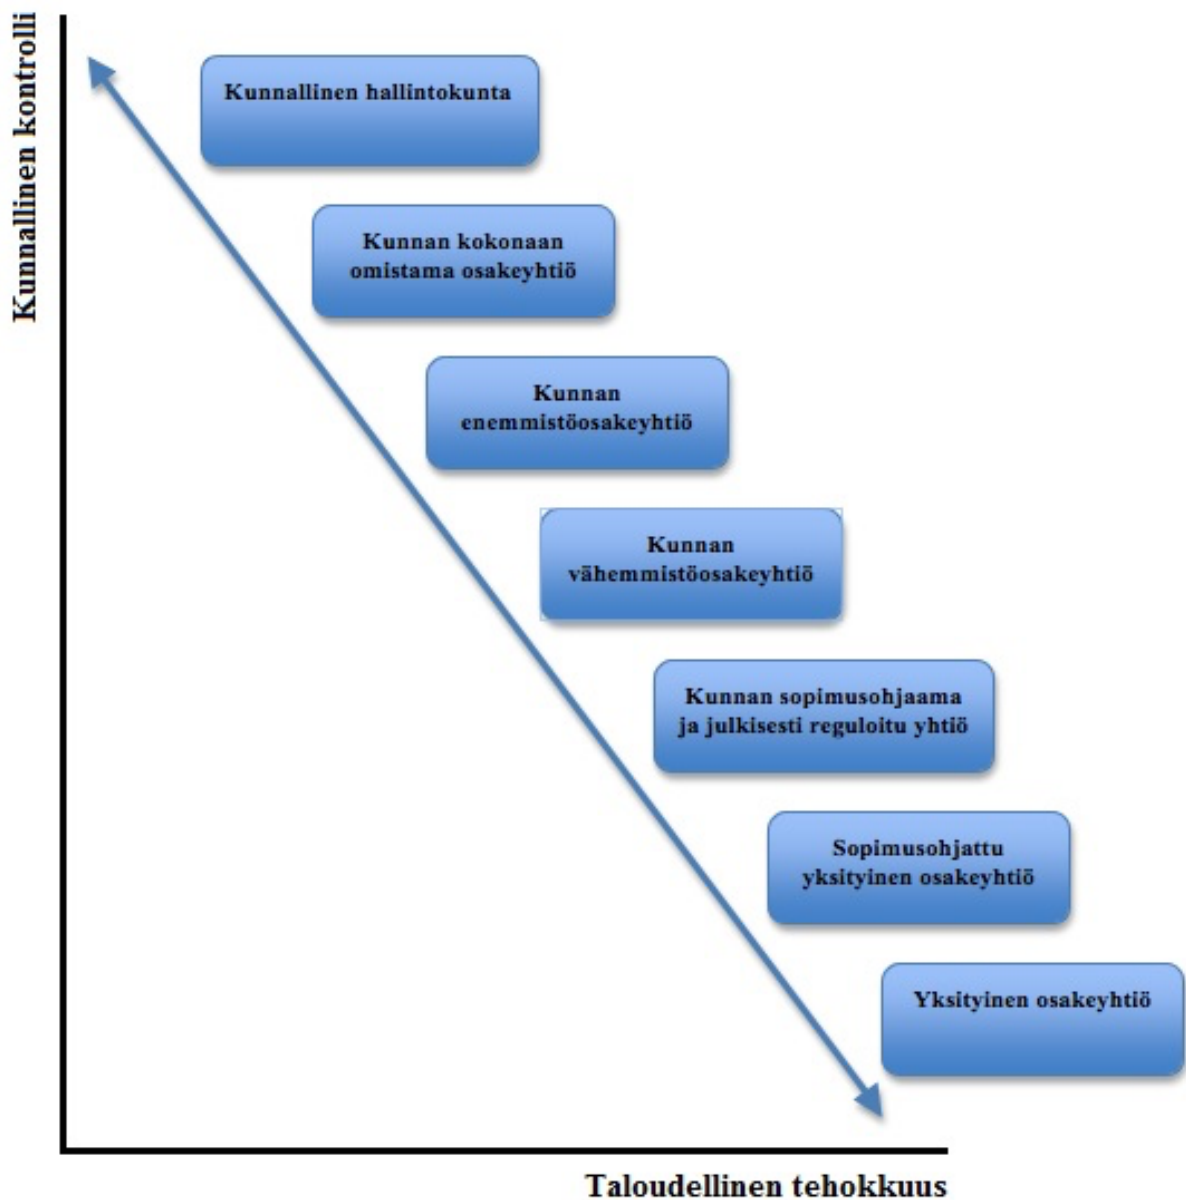 Kunnallinen kontrolli
Kunnallinen hallintokunta
Kunnan kokonaan
omistama osakeyhtiö
Kunnan
enemmistöosakeyhtiö
Kunnan
vähemmistöosakeyhtiö
Kunnan sopimusohjaama
ja julkisesti reguloitu yhtiö
Sopimusohjattu
yksityinen osakeyhtiö
Yksityinen osakeyhtiö
Taloudellinen tehokkuus